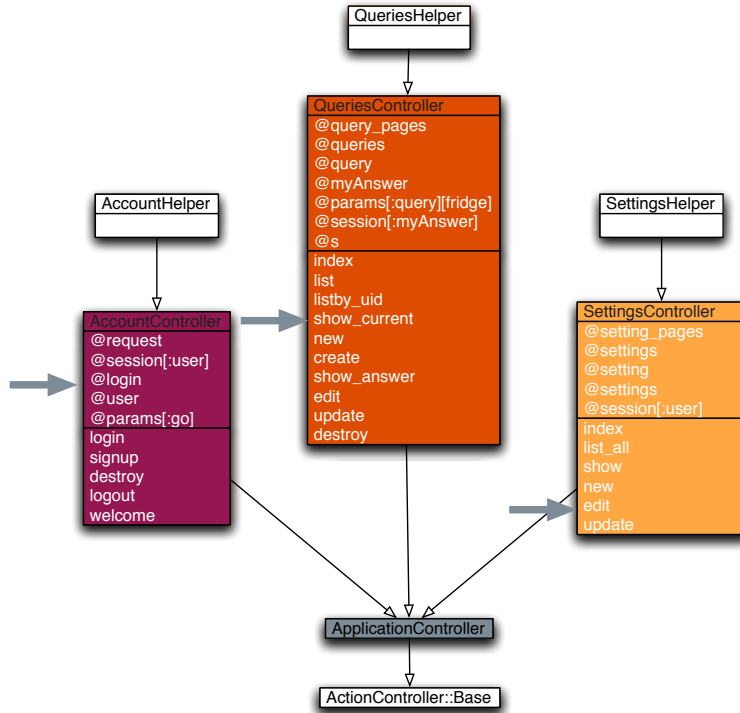 QueriesHelper
QueriesController
@query_pages
@queries
@query
@myAnswer
@params[:query][fridge]
@session[:myAnswer]
@s
index
list
listby_uid
show_current
new
create
show_answer
edit
update
destroy
AccountHelper
AccountController
@request
@session[:user]
@login
@user
@params[:go]
login
signup
destroy
logout
welcome
SettingsHelper
SettingsController
@setting_pages
@settings
@setting
@settings
@session[:user]
index
list_all
show
new
edit
update
ApplicationController
ActionController::Base